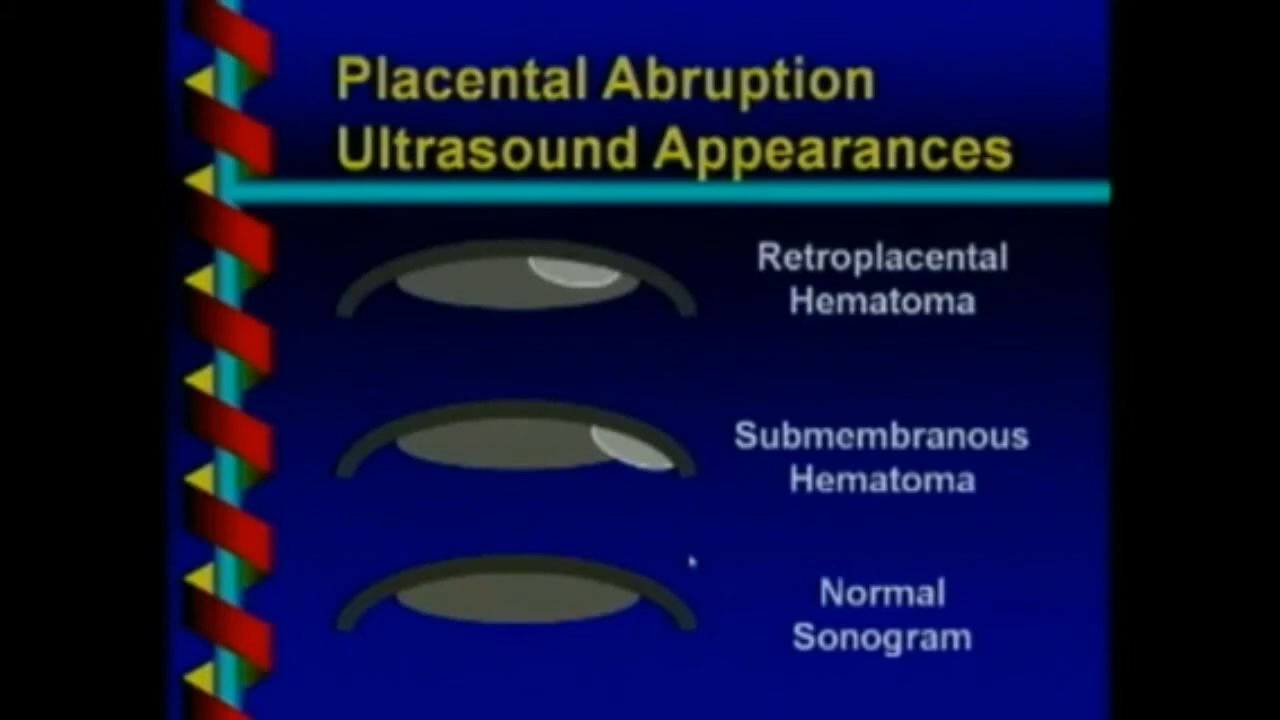 Placental Abruption
Ultrasound Appearances
Retroplacental
Hematoma
Submembranous
Hematoma
Normal
Sonogram